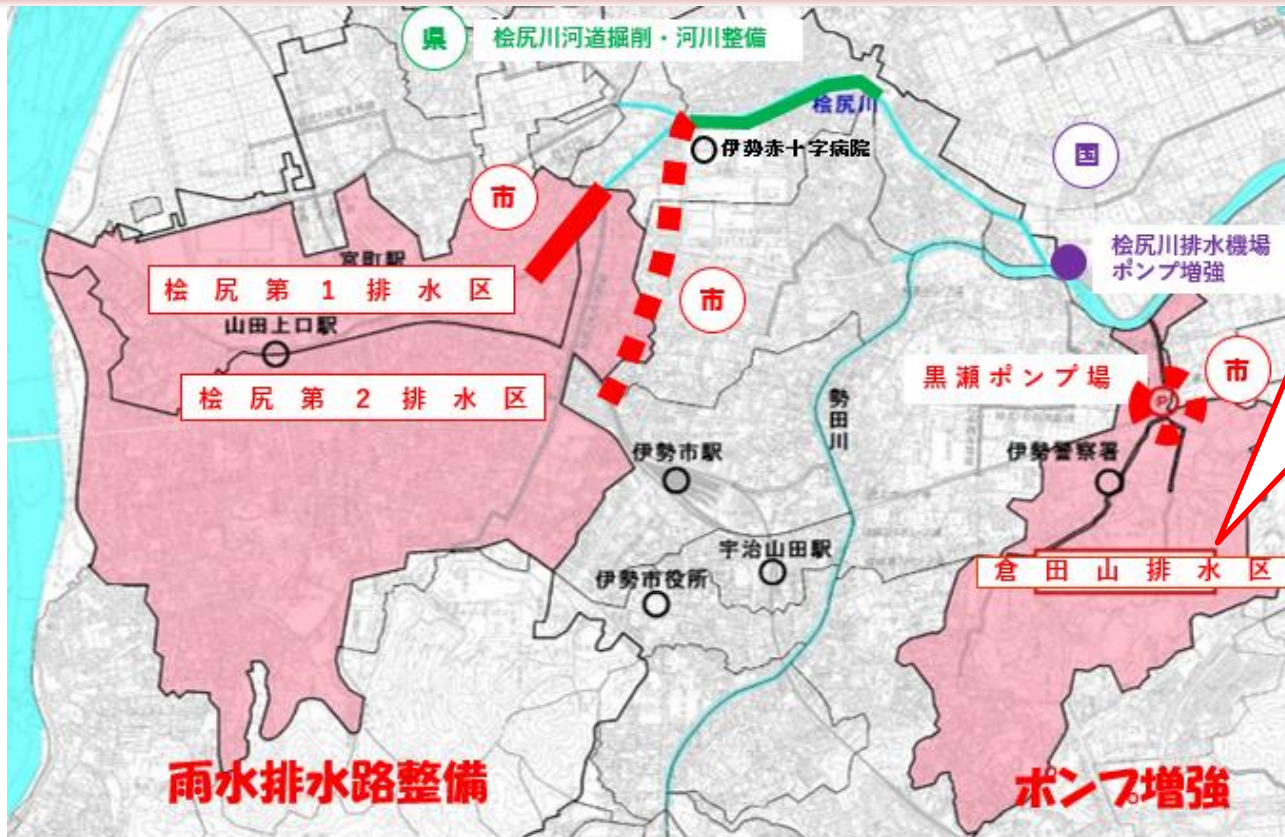 県
桧尻川河道掘削・河川整備
桧尻川
伊勢赤十字病院
国
市
桧尻川排水機場
ポンプ増強
宮町駅
桧尻第1排水区
市
山田上口駅
黒瀬ポンプ場
市
P
桧尻第2排水区
勢田川
伊勢市駅
伊勢警察署
宇治山田駅
伊勢市役所
倉田山排水区
雨水排水路整備
ポンプ増強